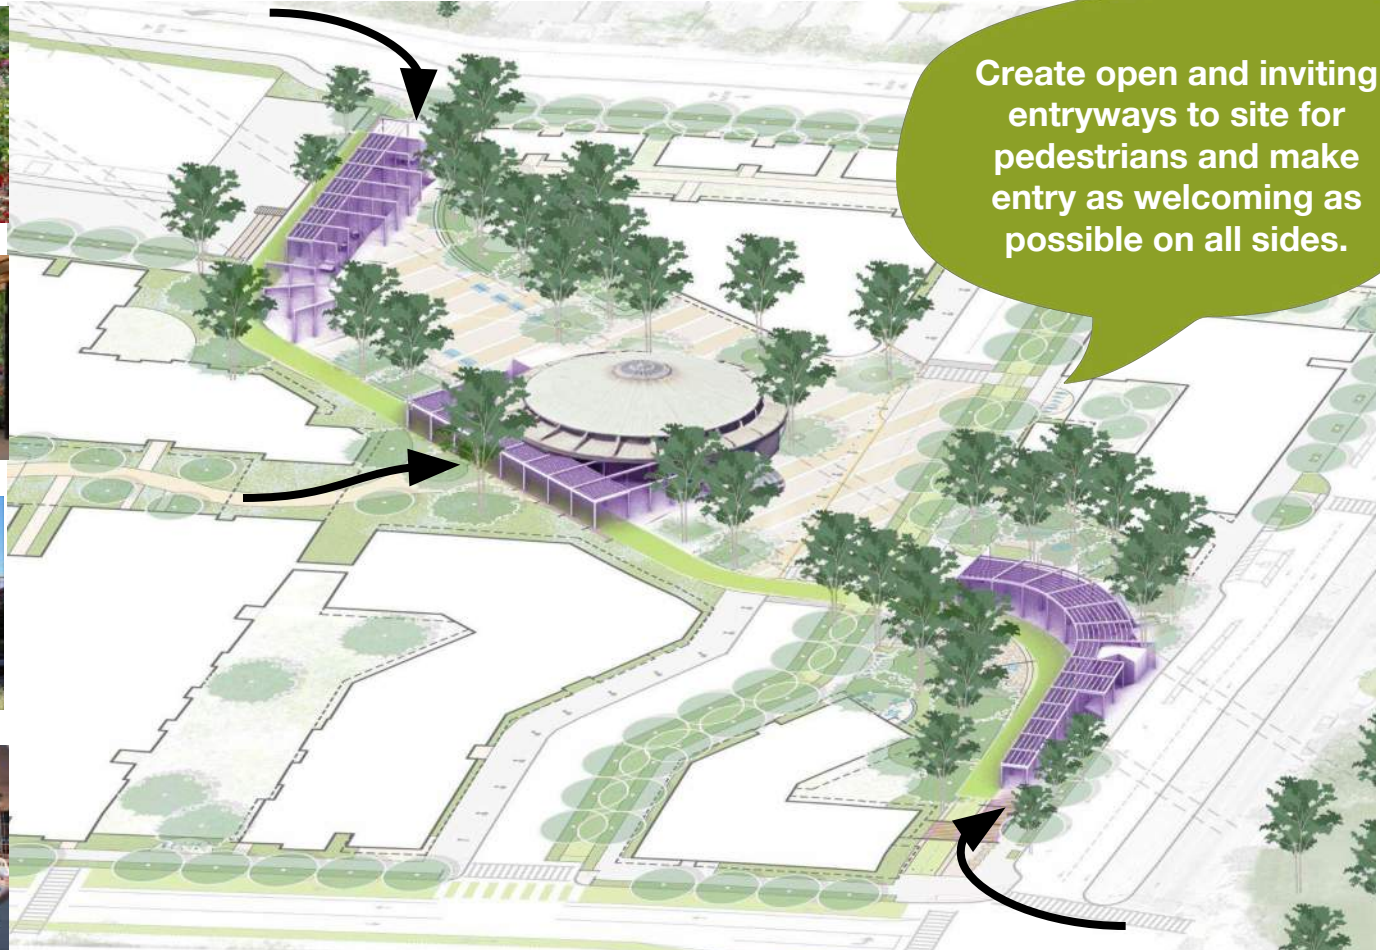 Create open and inviting
entryways to site for
pedestrians and make
entry as welcoming as
possible on all sides.